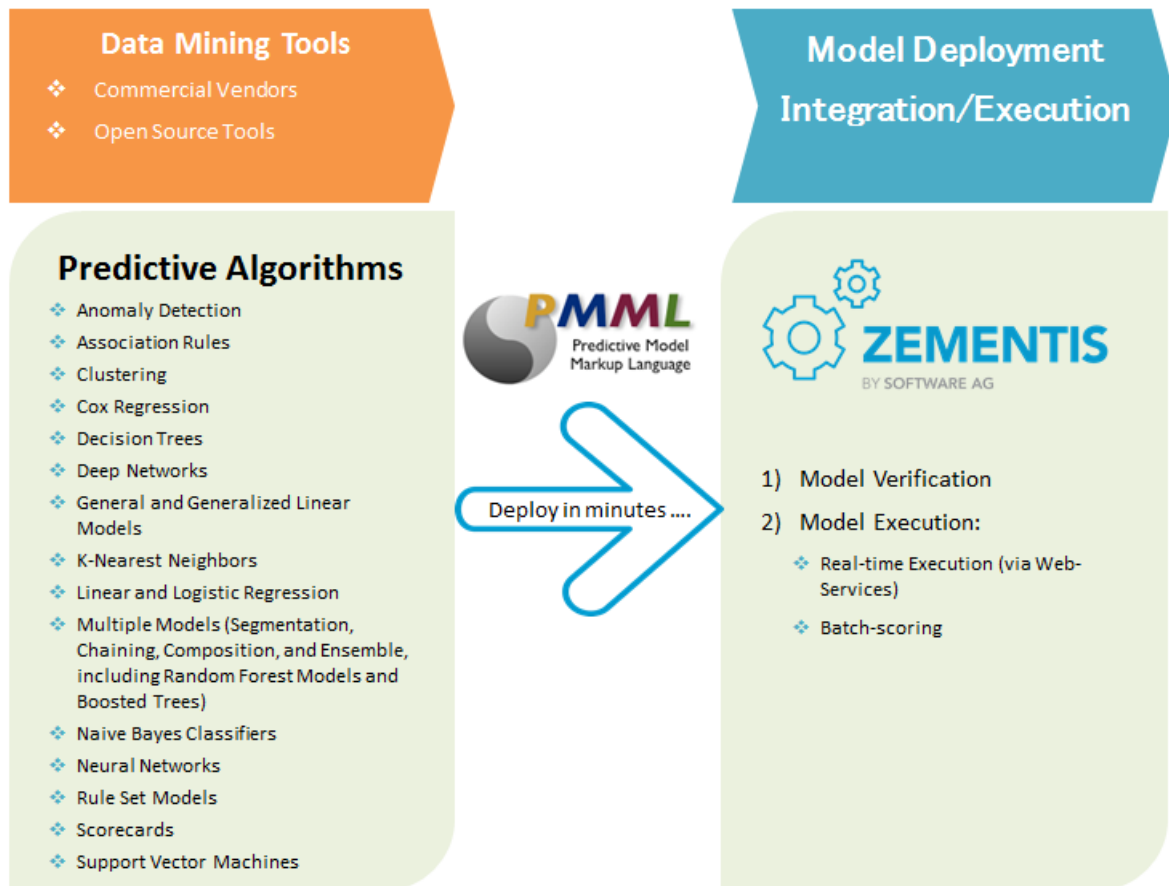 Data Mining Tools
Commercial Vendors
Open Source Tools
Model Deployment
Integration/Execution
Predictive Algorithms
Anomaly Detection
Association Rules
Clustering
Cox Regression
Decision Trees
Deep Networks
General and Generalized Linear
Models
K-Nearest Neighbors
Linear and Logistic Regression
Multiple Models (Segmentation,
Chaining, Composition, and Ensemble,
including Random Forest Models and
Boosted Trees)
Naive Bayes Classifiers
Neural Networks
Rule Set Models
Scorecards
Support Vector Machines
PMML
Predictive Model
Markup Language
Deploy in minutes ....
ZEMENTIS
BY SOFTWARE AG
1) Model Verification
2) Model Execution:
Real-time Execution (via Web-
Services)
Batch-scoring